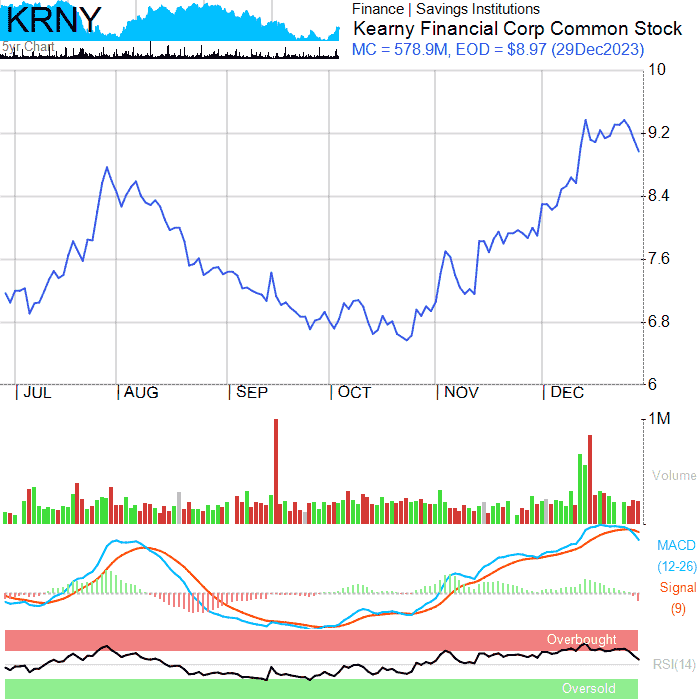 KRNY
5yr Chart
Finance | Savings Institutions
Kearny Financial Corp Common Stock
MC = 578.9M, EOD = $8.97 (29Dec2023)
10
9.2
8.4
7.6
6.8
6
JUL AUG SEP OCT NOV DEC
1M
Volume
MACD
(12-26)
Signal
(9)
Overbought
RSI(14)
Oversold